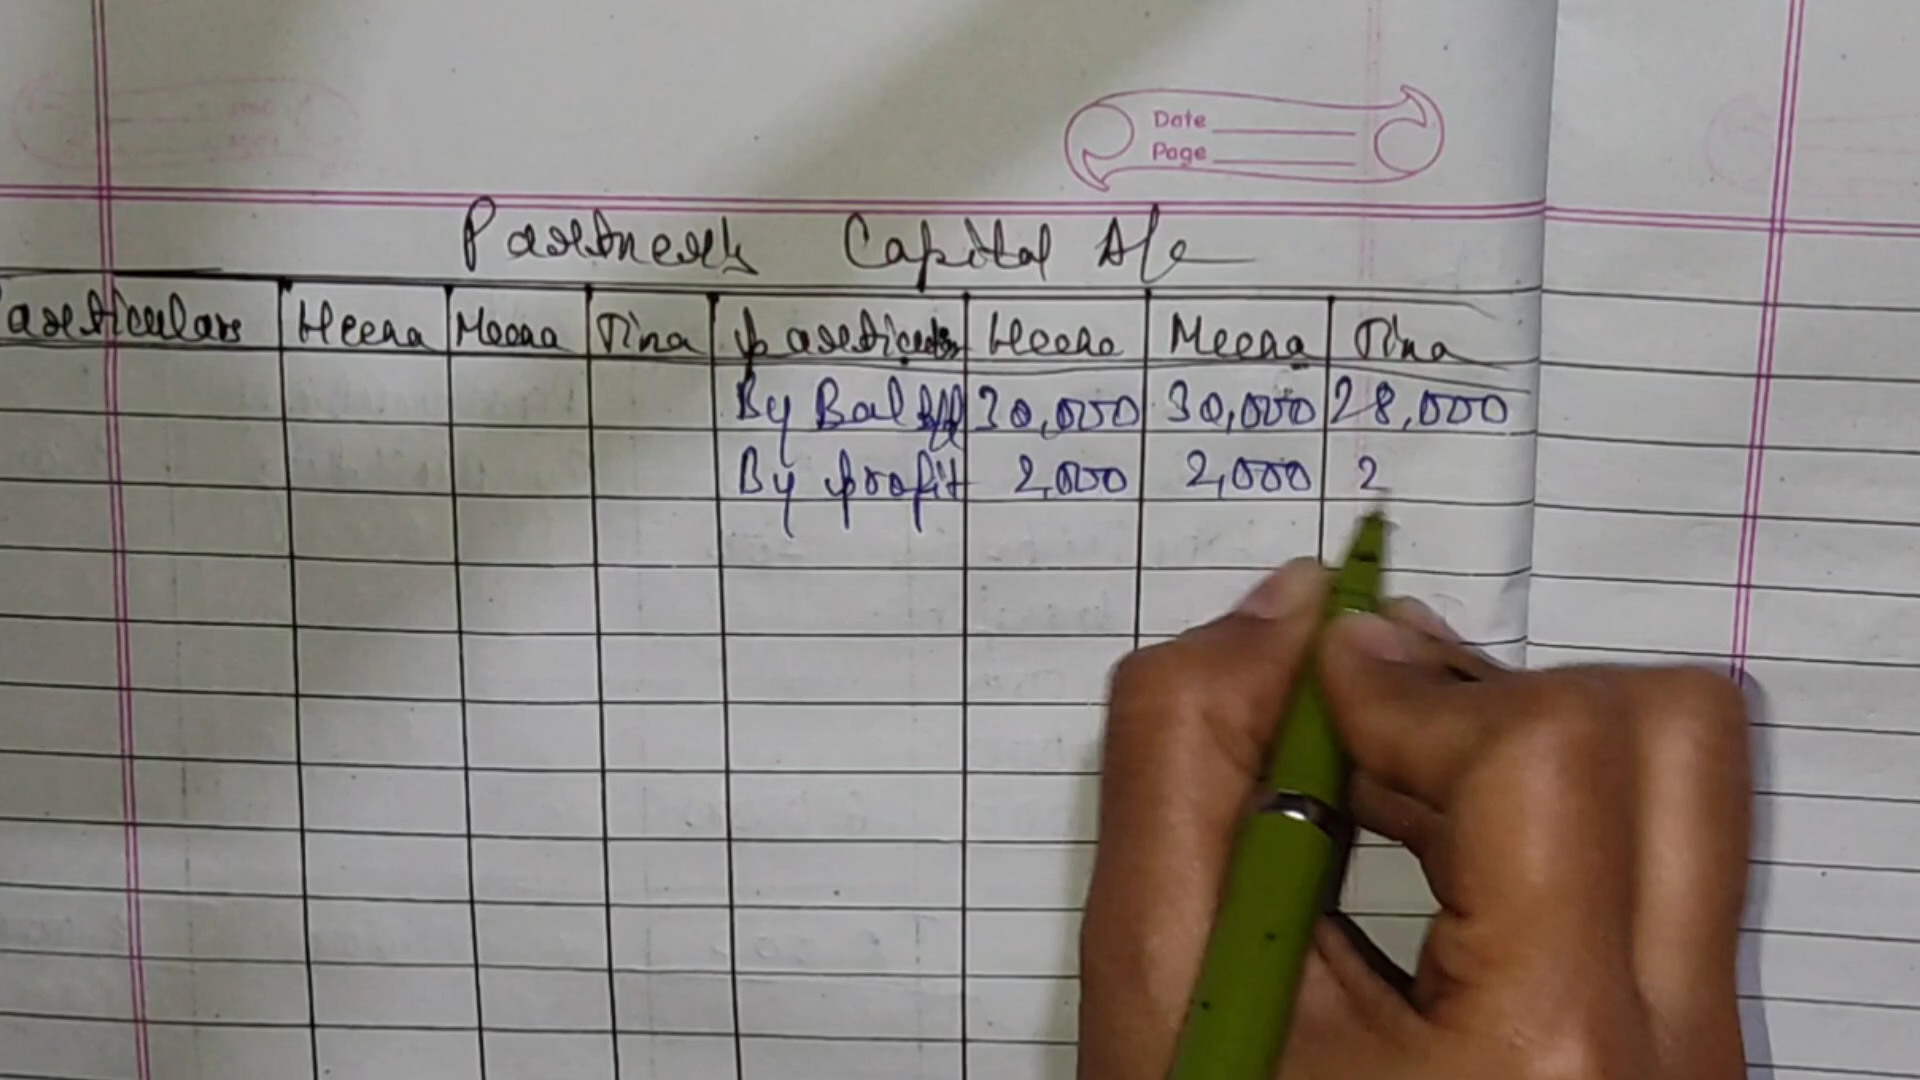 Date
Page
Partner's Capital A/c
Particulars Heena Meena Tina Particulars Heena Meena Tina
By Bal b/d 30,000 30,000 28,000
By profit 2,000 2,000 2